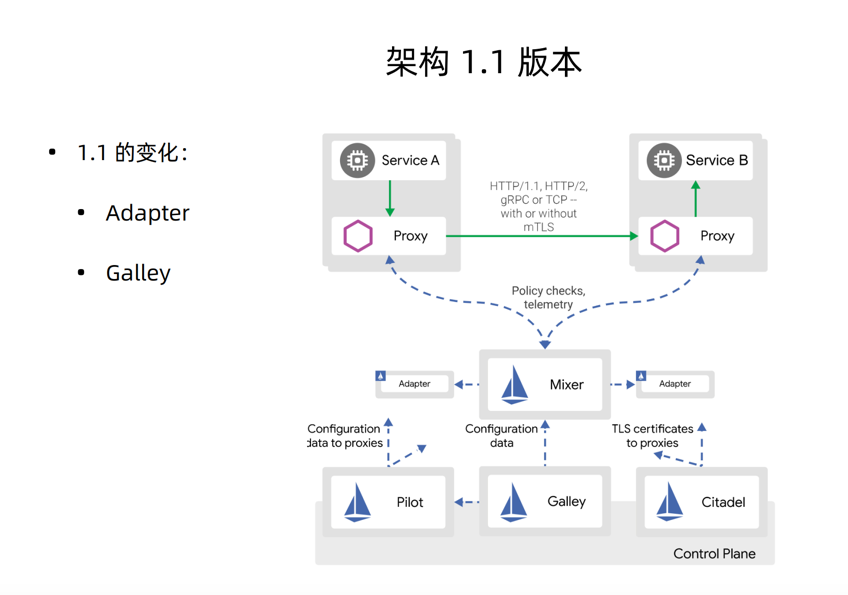 架构 1.1 版本
• 1.1 的变化：
• Adapter
• Galley
Service A
Service B
HTTP/1.1, HTTP/2,
gRPC or TCP --
with or without
mTLS
Proxy
Proxy
Policy checks,
telemetry
Adapter
Mixer
Adapter
Configuration
data to proxies
Configuration
data
TLS certificates
to proxies
Pilot
Galley
Citadel
Control Plane